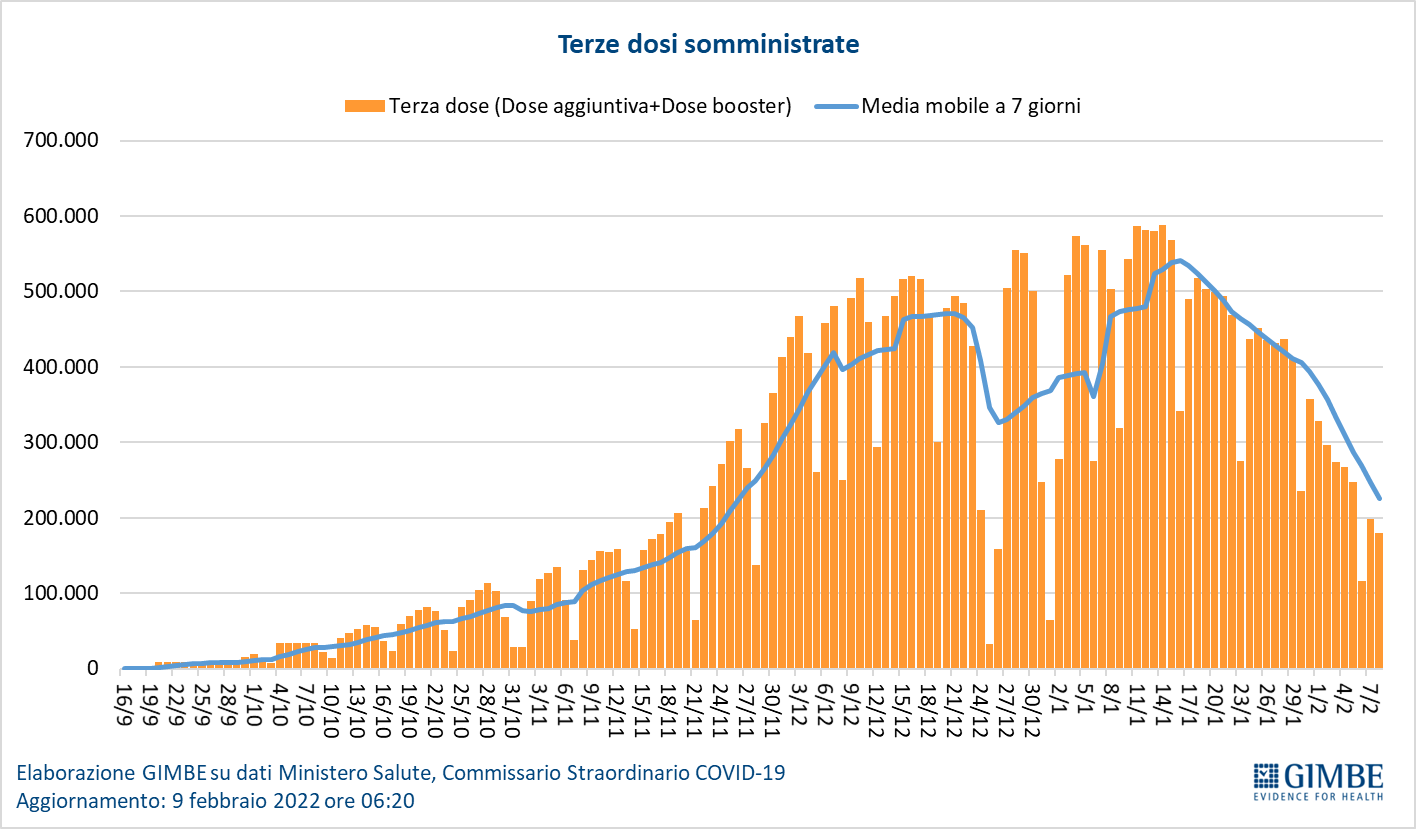 Terze dosi somministrate
Terza dose (Dose aggiuntiva+Dose booster) Media mobile a 7 giorni
700.000
600.000
500.000
400.000
300.000
200.000
100.000
0
16/9 19/9 22/9 25/9 28/9 1/10 4/10 7/10 10/10 13/10 16/10 19/10 22/10 25/10 28/10 31/10 3/11 6/11 9/11 12/11 15/11 18/11 21/11 24/11 27/11 30/11 3/12 6/12 9/12 12/12 15/12 18/12 21/12 24/12 27/12 30/12 2/1 5/1 8/1 11/1 14/1 17/1 20/1 23/1 26/1 29/1 1/2 4/2 7/2
Elaborazione GIMBE su dati Ministero Salute, Commissario Straordinario COVID-19
Aggiornamento: 9 febbraio 2022 ore 06:20
GIMBE
EVIDENCE FOR HEALTH